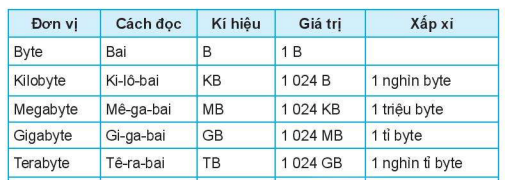 Đơn vị Cách đọc Kí hiệu Giá trị Xấp xỉ
Byte Bai B 1 B
Kilobyte Ki-lô-bai KB 1 024 B 1 nghìn byte
Megabyte Mê-ga-bai MB 1 024 KB 1 triệu byte
Gigabyte Gi-ga-bai GB 1 024 MB 1 tỉ byte
Terabyte Tê-ra-bai TB 1 024 GB 1 nghìn tỉ byte